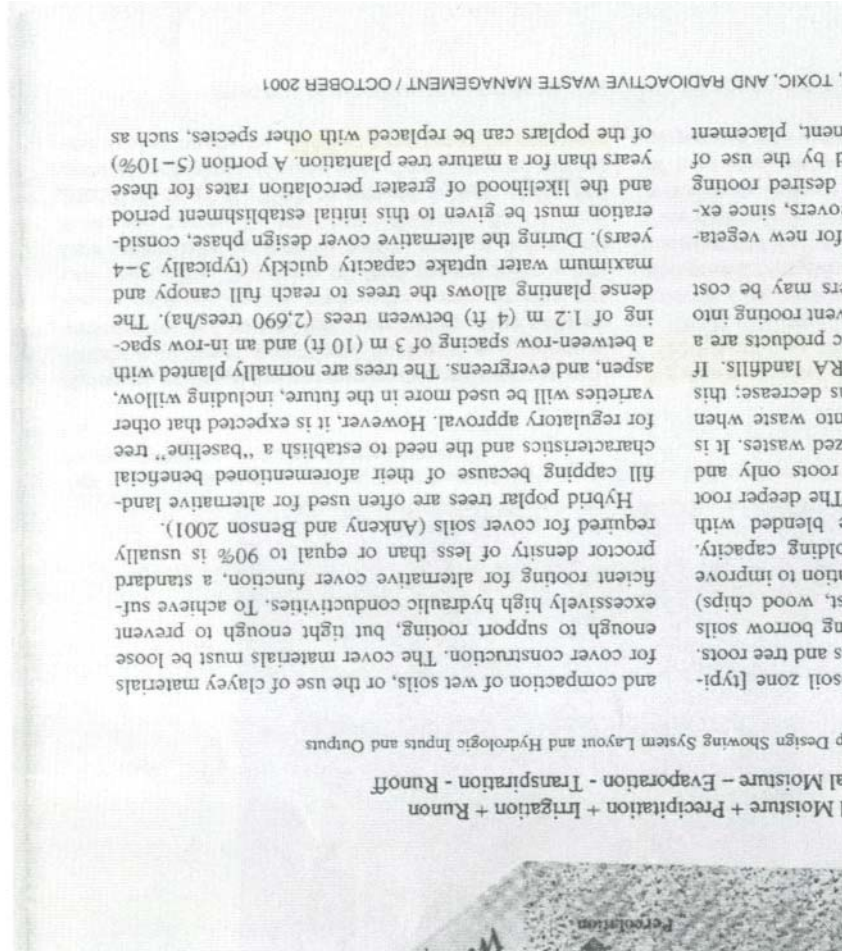 Percolation
l Moisture + Precipitation + Irrigation + Runon
al Moisture – Evaporation - Transpiration - Runoff
p Design Showing System Layout and Hydrologic Inputs and Outputs
soil zone [typi-
s and tree roots.
ng borrow soils
st, wood chips)
ation to improve
olding capacity.
e blended with
The deeper root
roots only and
zed wastes. It is
nto waste when
as decrease; this
RA landfills. If
ic products are a
vent rooting into
ers may be cost
for new vegeta-
overs, since ex-
desired rooting
d by the use of
nent, placement
and compaction of wet soils, or the use of clayey materials
for cover construction. The cover materials must be loose
enough to support rooting, but tight enough to prevent
excessively high hydraulic conductivities. To achieve suf-
ficient rooting for alternative cover function, a standard
proctor density of less than or equal to 90% is usually
required for cover soils (Ankeny and Benson 2001).
Hybrid poplar trees are often used for alternative land-
fill capping because of their aforementioned beneficial
characteristics and the need to establish a "baseline" tree
for regulatory approval. However, it is expected that other
varieties will be used more in the future, including willow,
aspen, and evergreens. The trees are normally planted with
a between-row spacing of 3 m (10 ft) and an in-row spac-
ing of 1.2 m (4 ft) between trees (2,690 trees/ha). The
dense planting allows the trees to reach full canopy and
maximum water uptake capacity quickly (typically 3–4
years). During the alternative cover design phase, consid-
eration must be given to this initial establishment period
and the likelihood of greater percolation rates for these
years than for a mature tree plantation. A portion (5–10%)
of the poplars can be replaced with other species, such as
, TOXIC, AND RADIOACTIVE WASTE MANAGEMENT / OCTOBER 2001